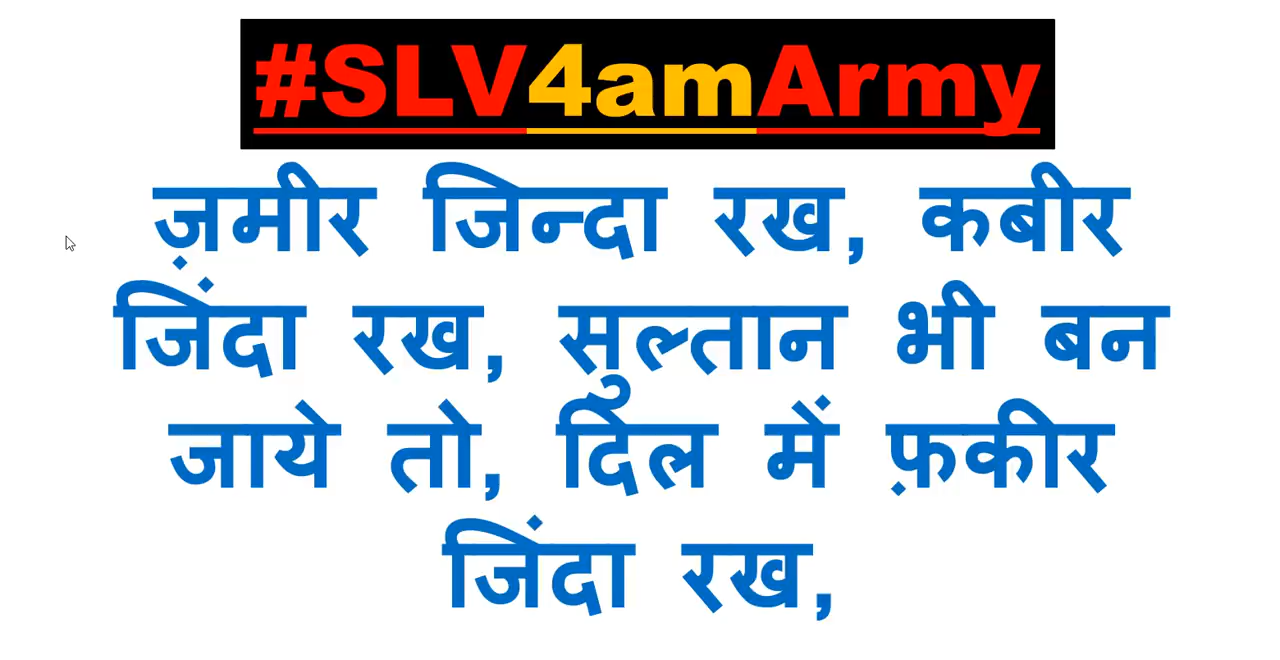 #SLV4amArmy
ज़मीर जिन्दा रख, कबीर
जिंदा रख, सुल्तान भी बन
जाये तो, दिल में फ़कीर
जिंदा रख,